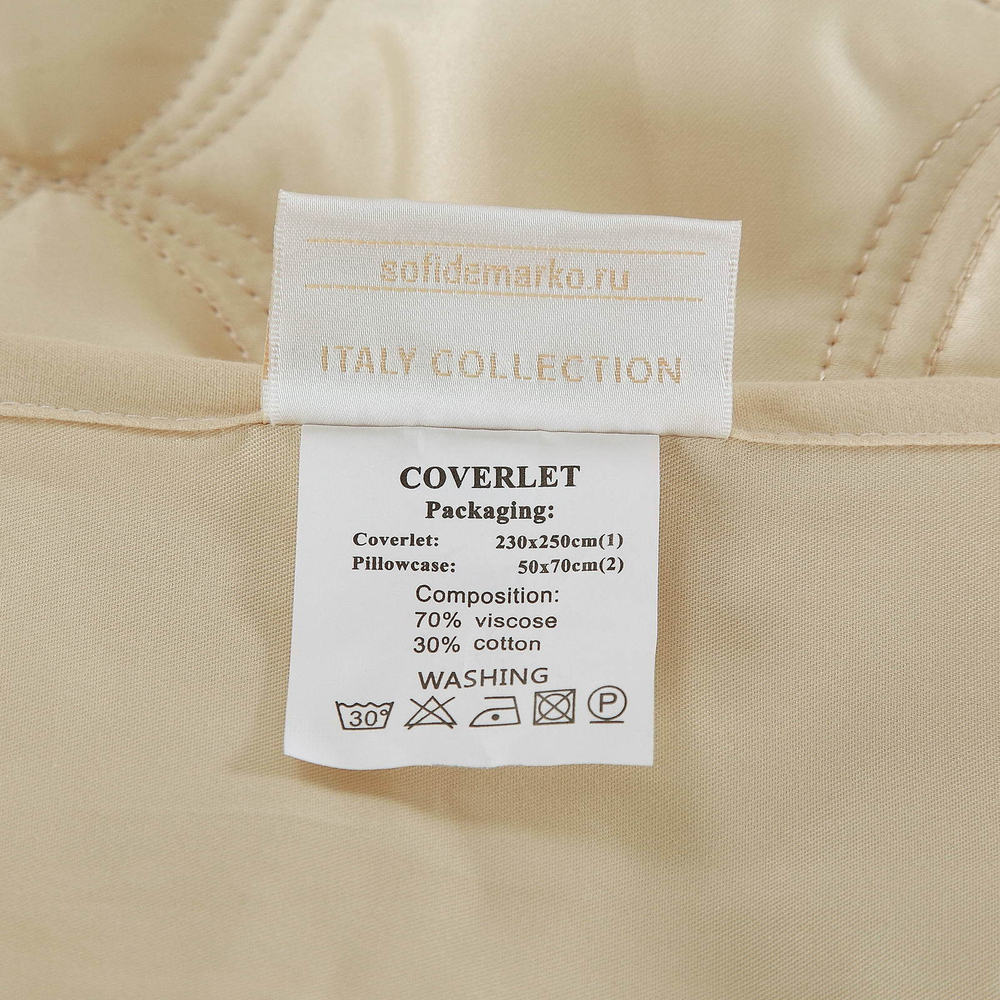 sofidemarko.ru
ITALY COLLECTION
COVERLET
Packaging:
Coverlet: 230x250cm(1)
Pillowcase: 50x70cm(2)
Composition:
70% viscose
30% cotton
WASHING
30° P